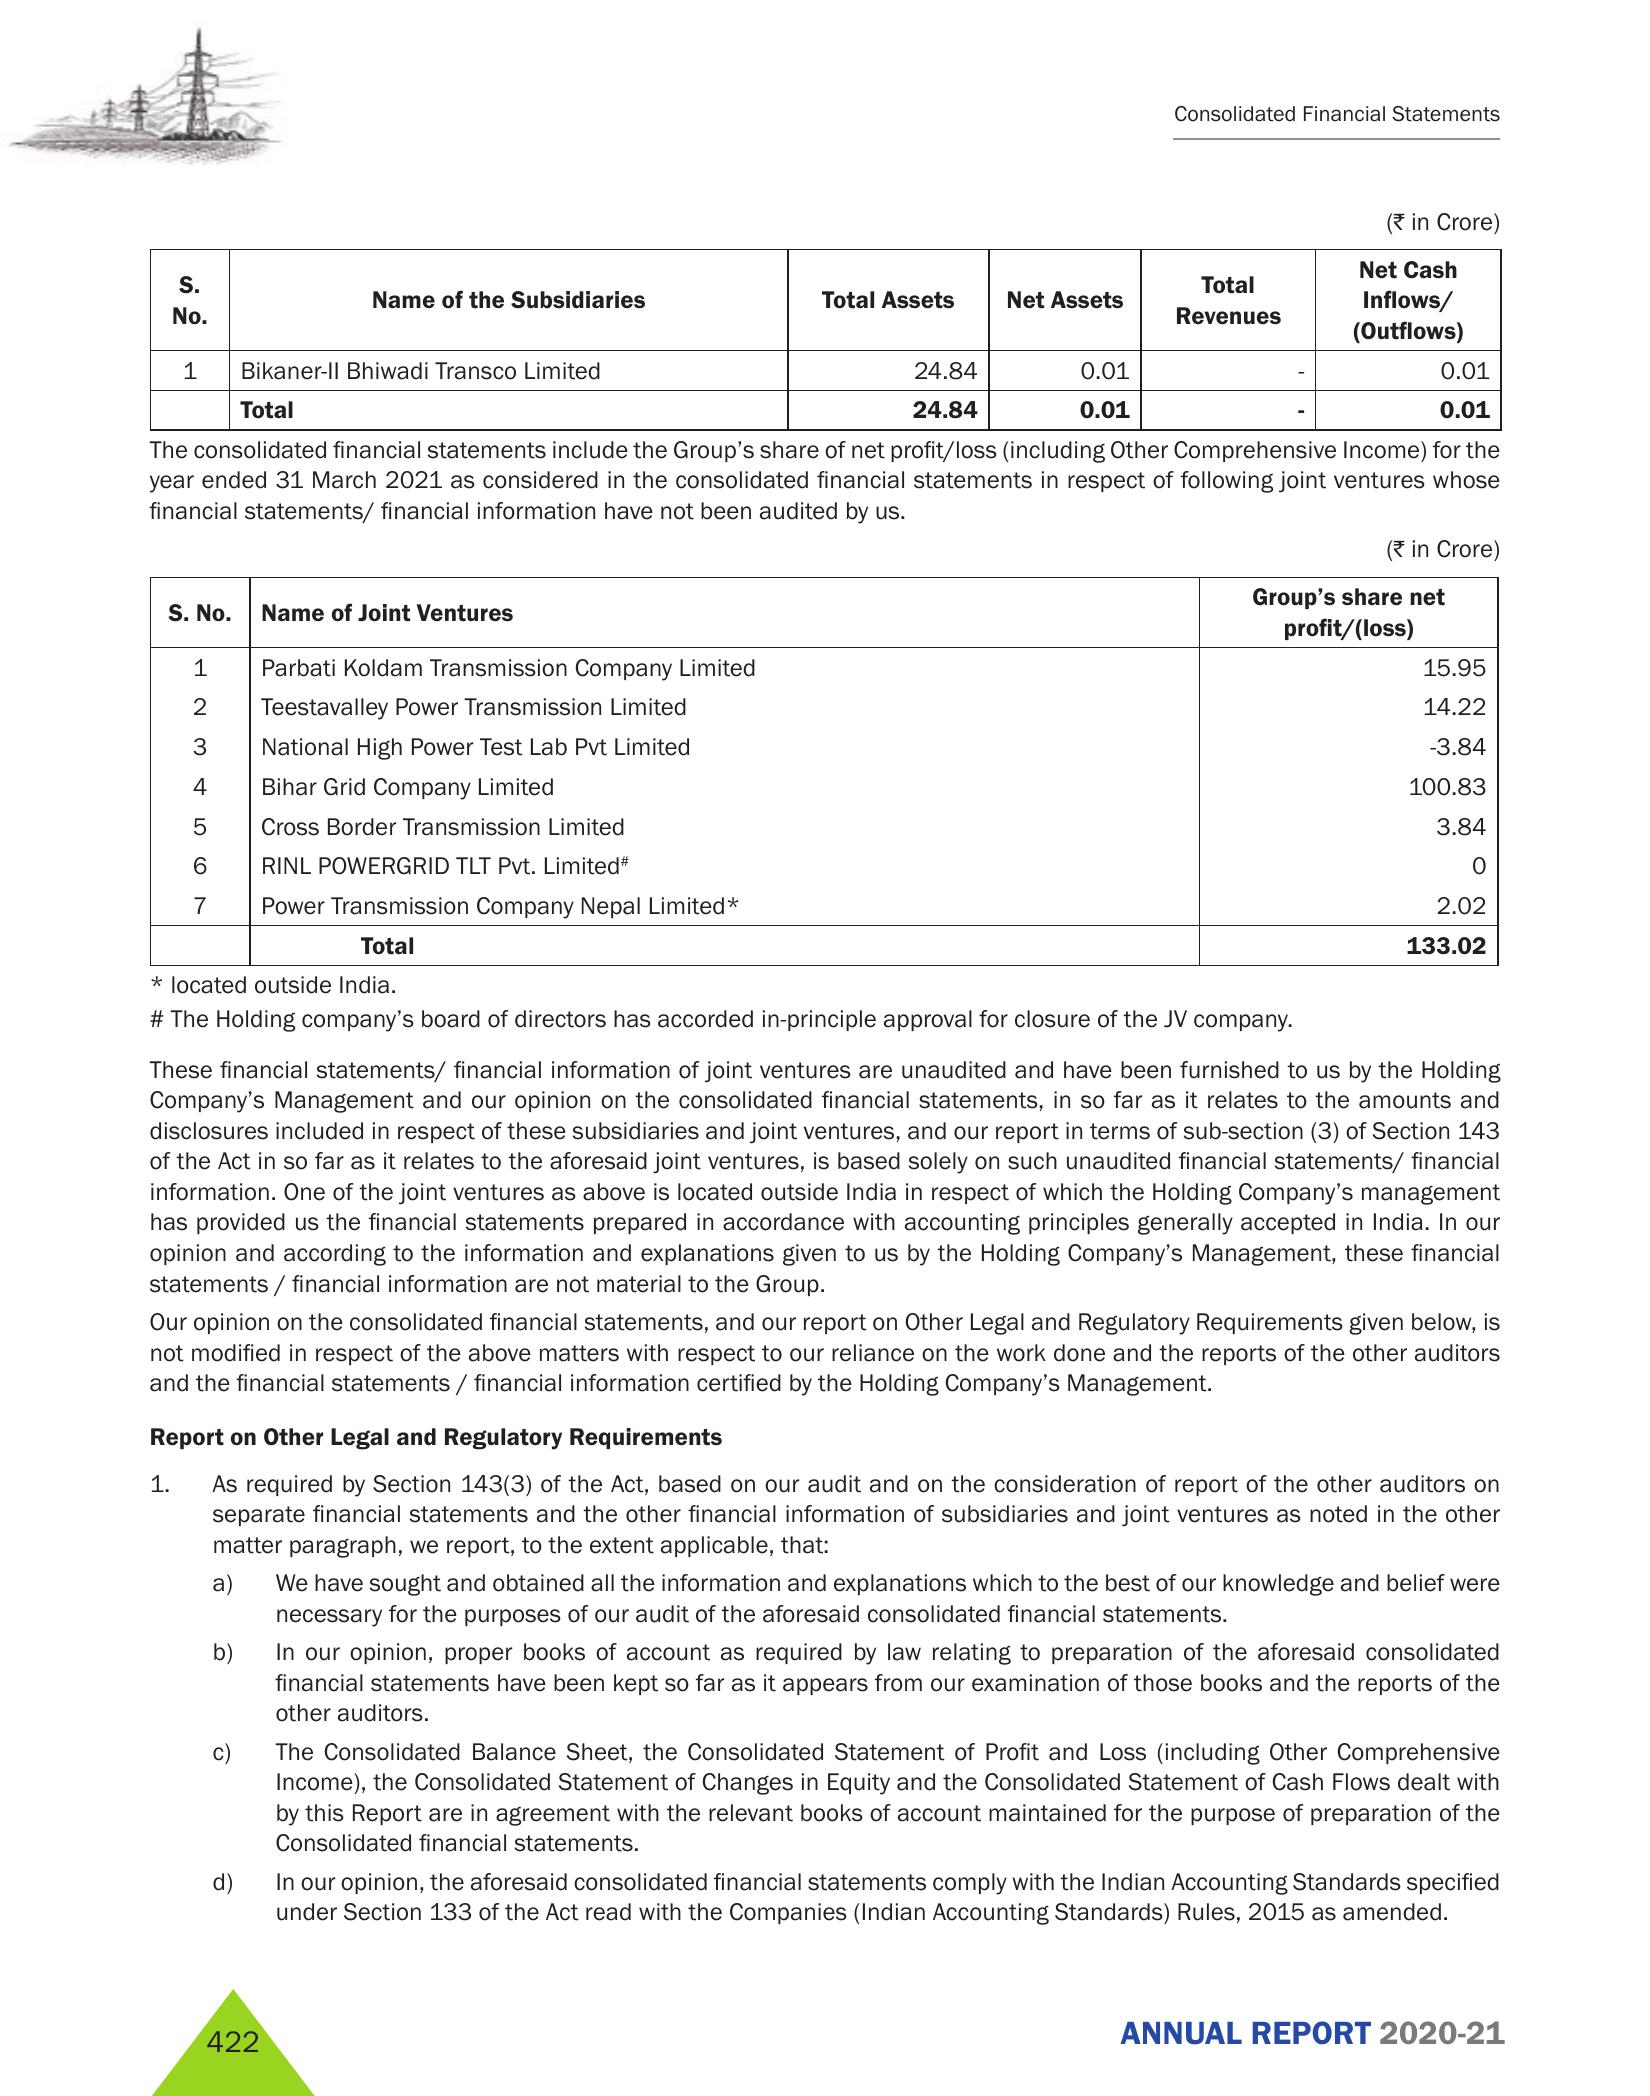 Consolidated Financial Statements
(₹ in Crore)
S. No. Name of the Subsidiaries Total Assets Net Assets Total Revenues Net Cash Inflows/ (Outflows)
1 Bikaner-II Bhiwadi Transco Limited 24.84 0.01 - 0.01
Total 24.84 0.01 - 0.01
The consolidated financial statements include the Group’s share of net profit/loss (including Other Comprehensive Income) for the
year ended 31 March 2021 as considered in the consolidated financial statements in respect of following joint ventures whose
financial statements/ financial information have not been audited by us.
(₹ in Crore)
S. No. Name of Joint Ventures Group’s share net profit/(loss)
1 Parbati Koldam Transmission Company Limited 15.95
2 Teestavalley Power Transmission Limited 14.22
3 National High Power Test Lab Pvt Limited -3.84
4 Bihar Grid Company Limited 100.83
5 Cross Border Transmission Limited 3.84
6 RINL POWERGRID TLT Pvt. Limited# 0
7 Power Transmission Company Nepal Limited* 2.02
Total 133.02
* located outside India.
# The Holding company’s board of directors has accorded in-principle approval for closure of the JV company.
These financial statements/ financial information of joint ventures are unaudited and have been furnished to us by the Holding
Company’s Management and our opinion on the consolidated financial statements, in so far as it relates to the amounts and
disclosures included in respect of these subsidiaries and joint ventures, and our report in terms of sub-section (3) of Section 143
of the Act in so far as it relates to the aforesaid joint ventures, is based solely on such unaudited financial statements/ financial
information. One of the joint ventures as above is located outside India in respect of which the Holding Company’s management
has provided us the financial statements prepared in accordance with accounting principles generally accepted in India. In our
opinion and according to the information and explanations given to us by the Holding Company’s Management, these financial
statements / financial information are not material to the Group.
Our opinion on the consolidated financial statements, and our report on Other Legal and Regulatory Requirements given below, is
not modified in respect of the above matters with respect to our reliance on the work done and the reports of the other auditors
and the financial statements / financial information certified by the Holding Company’s Management.
Report on Other Legal and Regulatory Requirements
1. As required by Section 143(3) of the Act, based on our audit and on the consideration of report of the other auditors on
separate financial statements and the other financial information of subsidiaries and joint ventures as noted in the other
matter paragraph, we report, to the extent applicable, that:
a) We have sought and obtained all the information and explanations which to the best of our knowledge and belief were
necessary for the purposes of our audit of the aforesaid consolidated financial statements.
b) In our opinion, proper books of account as required by law relating to preparation of the aforesaid consolidated
financial statements have been kept so far as it appears from our examination of those books and the reports of the
other auditors.
c) The Consolidated Balance Sheet, the Consolidated Statement of Profit and Loss (including Other Comprehensive
Income), the Consolidated Statement of Changes in Equity and the Consolidated Statement of Cash Flows dealt with
by this Report are in agreement with the relevant books of account maintained for the purpose of preparation of the
Consolidated financial statements.
d) In our opinion, the aforesaid consolidated financial statements comply with the Indian Accounting Standards specified
under Section 133 of the Act read with the Companies (Indian Accounting Standards) Rules, 2015 as amended.
422
ANNUAL REPORT 2020-21